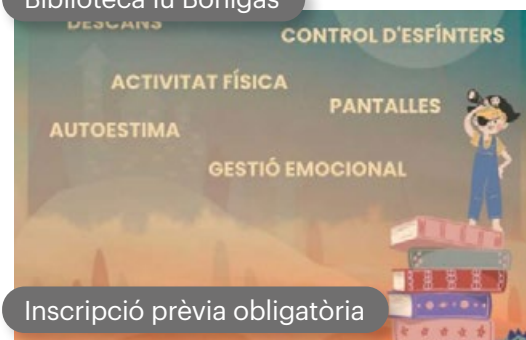 Biblioteca Iu Bohigas
DESCANS
CONTROL D'ESFÍNTERS
ACTIVITAT FÍSICA
PANTALLES
AUTOESTIMA
GESTIÓ EMOCIONAL
Inscripció prèvia obligatòria